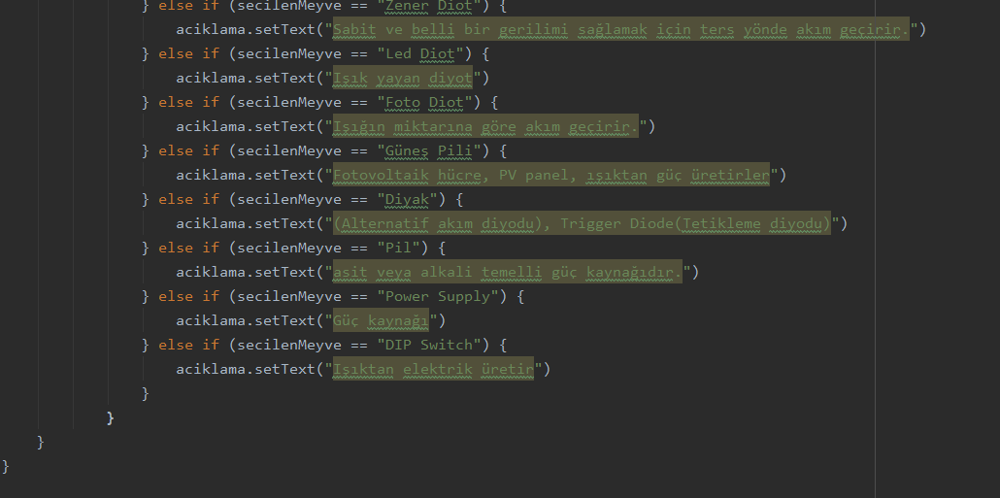 } else if (secilenMeyve == "Zener Diot") {
aciklama.setText("Sabit ve belli bir gerilimi sağlamak için ters yönde akım geçirir.")
} else if (secilenMeyve == "Led Diot") {
aciklama.setText("Işık yayan diyot")
} else if (secilenMeyve == "Foto Diot") {
aciklama.setText("Işığın miktarına göre akım geçirir.")
} else if (secilenMeyve == "Güneş Pili") {
aciklama.setText("Fotovoltaik hücre, PV panel, ışıktan güç üretirler")
} else if (secilenMeyve == "Diyak") {
aciklama.setText("(Alternatif akım diyodu), Trigger Diode(Tetikleme diyodu)")
} else if (secilenMeyve == "Pil") {
aciklama.setText("asit veya alkali temelli güç kaynağıdır.")
} else if (secilenMeyve == "Power Supply") {
aciklama.setText("Güç kaynağı")
} else if (secilenMeyve == "DIP Switch") {
aciklama.setText("Işıktan elektrik üretir")
}
}
}
}